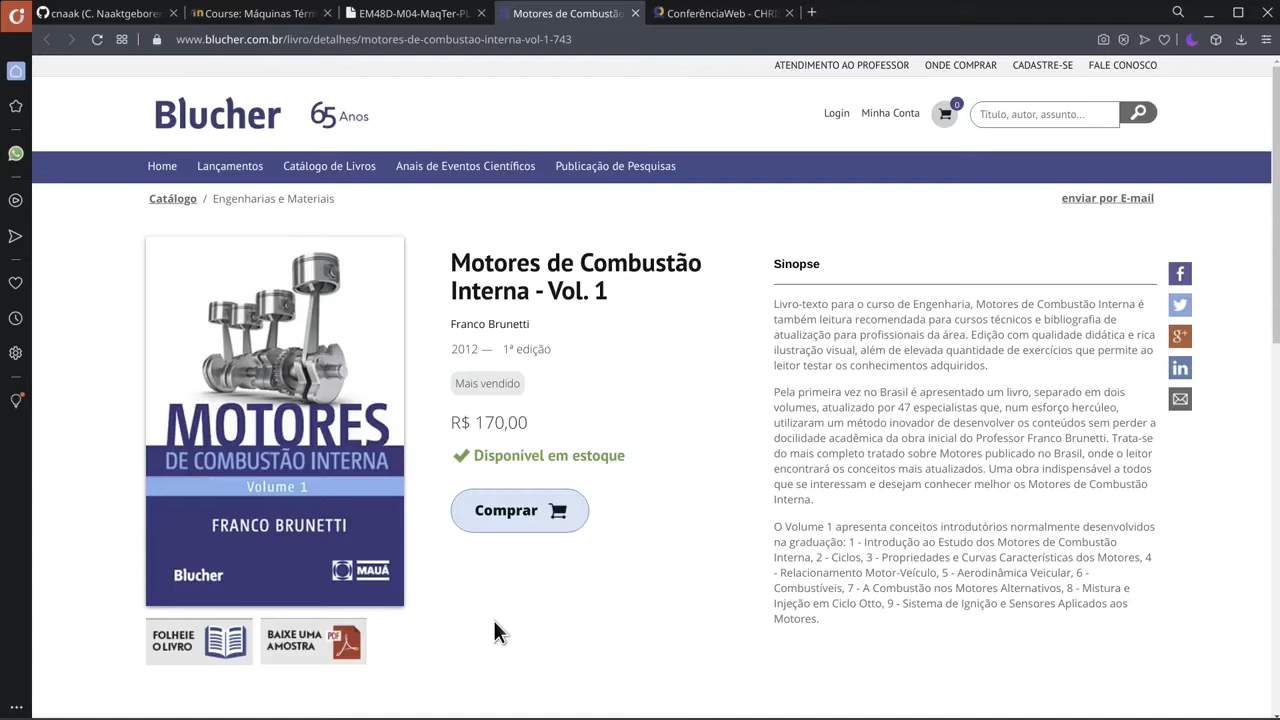 cnaak (C. Naaktgebore
Course: Máquinas Térm
EM48D-M04-MaqTer-PL
Motores de Combustão
ConferênciaWeb - CHRI
www.blucher.com.br/livro/detalhes/motores-de-combustao-interna-vol-1-743
ATENDIMENTO AO PROFESSOR ONDE COMPRAR CADASTRE-SE FALE CONOSCO
Blucher 65 Anos
Login Minha Conta 0 Título, autor, assunto...
Home Lançamentos Catálogo de Livros Anais de Eventos Científicos Publicação de Pesquisas
Catálogo / Engenharias e Materiais
enviar por E-mail
MOTORES
DE COMBUSTÃO INTERNA
Volume 1
FRANCO BRUNETTI
Blucher MAUÁ
FOLHEIE
O LIVRO
BAIXE UMA
AMOSTRA
PDF
Motores de Combustão
Interna - Vol. 1
Franco Brunetti
2012 — 1ª edição
Mais vendido
R$ 170,00
Disponível em estoque
Comprar
Sinopse
Livro-texto para o curso de Engenharia, Motores de Combustão Interna é
também leitura recomendada para cursos técnicos e bibliografia de
atualização para profissionais da área. Edição com qualidade didática e rica
ilustração visual, além de elevada quantidade de exercícios que permite ao
leitor testar os conhecimentos adquiridos.
Pela primeira vez no Brasil é apresentado um livro, separado em dois
volumes, atualizado por 47 especialistas que, num esforço hercúleo,
utilizaram um método inovador de desenvolver os conteúdos sem perder a
docilidade acadêmica da obra inicial do Professor Franco Brunetti. Trata-se
do mais completo tratado sobre Motores publicado no Brasil, onde o leitor
encontrará os conceitos mais atualizados. Uma obra indispensável a todos
que se interessam e desejam conhecer melhor os Motores de Combustão
Interna.
O Volume 1 apresenta conceitos introdutórios normalmente desenvolvidos
na graduação: 1 - Introdução ao Estudo dos Motores de Combustão
Interna, 2 - Ciclos, 3 - Propriedades e Curvas Características dos Motores, 4
- Relacionamento Motor-Veículo, 5 - Aerodinâmica Veicular, 6 -
Combustíveis, 7 - A Combustão nos Motores Alternativos, 8 - Mistura e
Injeção em Ciclo Otto, 9 - Sistema de Ignição e Sensores Aplicados aos
Motores.